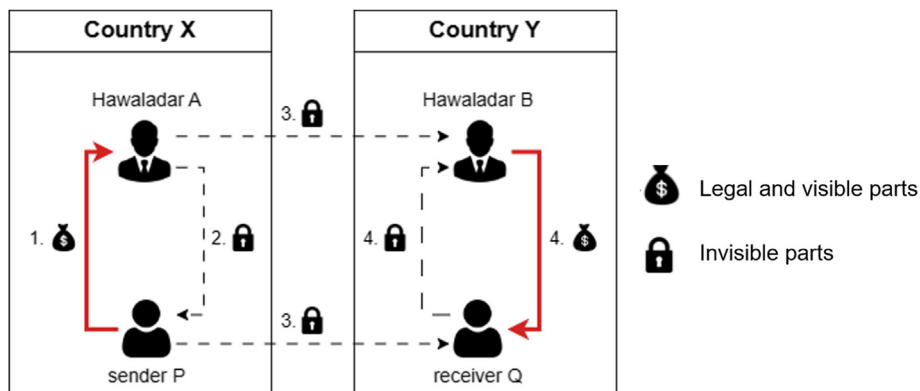 Country X
Country Y
Hawaladar A
Hawaladar B
3.
1.
$
2.
4.
4.
$
3.
sender P
receiver Q
$
Legal and visible parts
Invisible parts